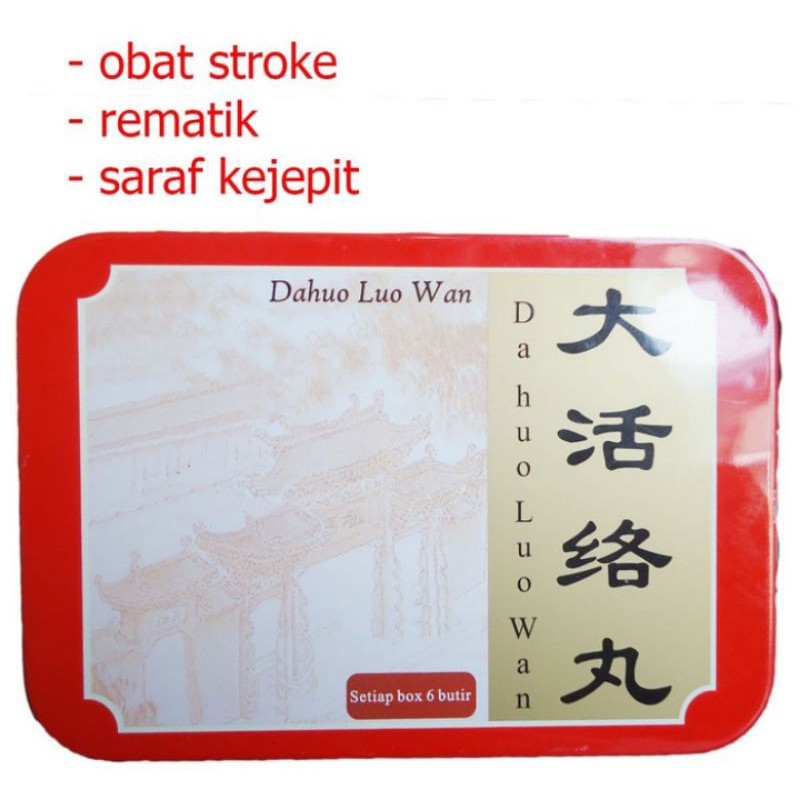 - obat stroke
- rematik
- saraf kejepit
Dahuo Luo Wan
Da huo Luo Wan
大活络丸
Setiap box 6 butir